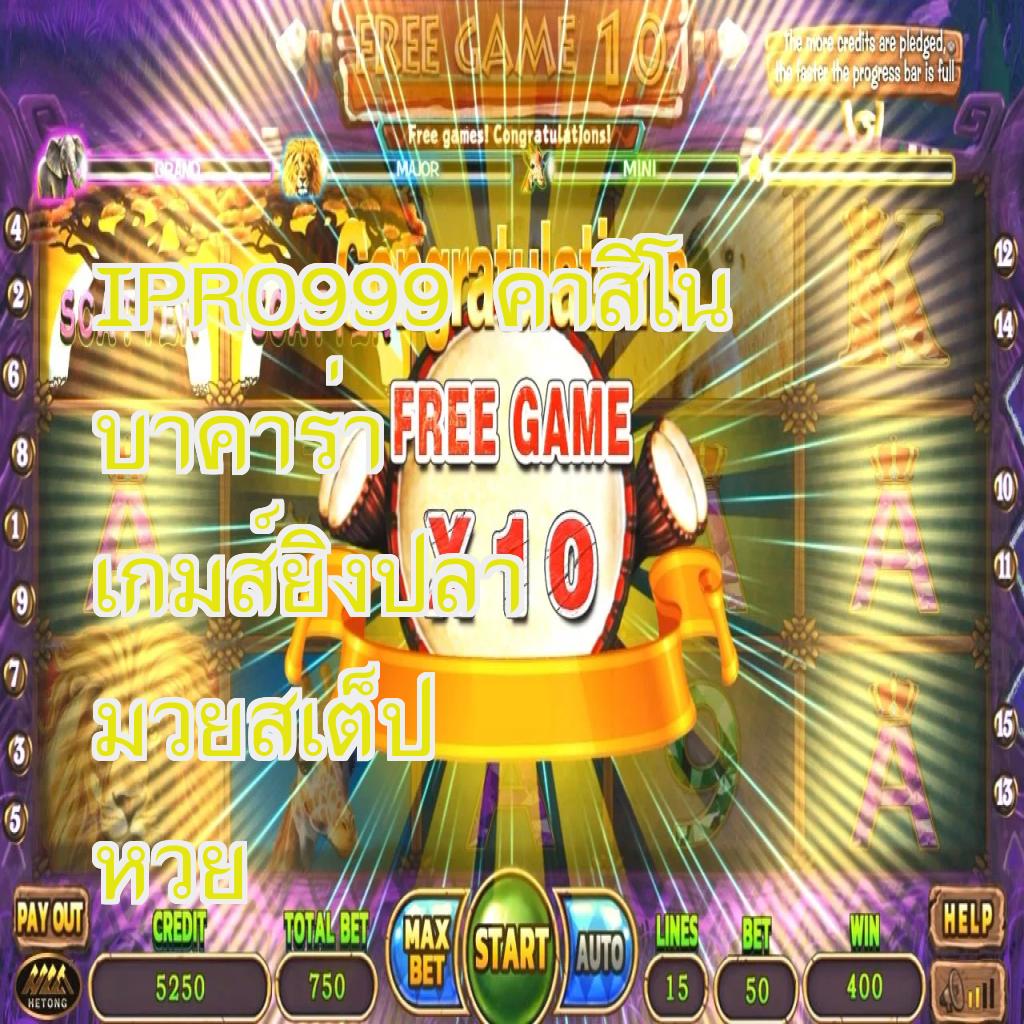 FREE GAME 10
The more credits are pledged,
the faster the progress bar is full
Free games! Congratulations!
GRAND
MAJOR
MINI
Congratulations
IPRO999 คาสิโน
SCATTER
SCATTER
K
บาคาร่า
FREE GAME
X10
เกมส์ยิงปลา
มวยสเต็ป
หวย
A
A
A
A
A
9
4
2
6
8
1
9
7
3
5
12
14
10
11
15
13
PAY OUT
CREDIT
TOTAL BET
MAX
BET
START
AUTO
LINES
BET
WIN
HELP
HETONG
5250
750
15
50
400